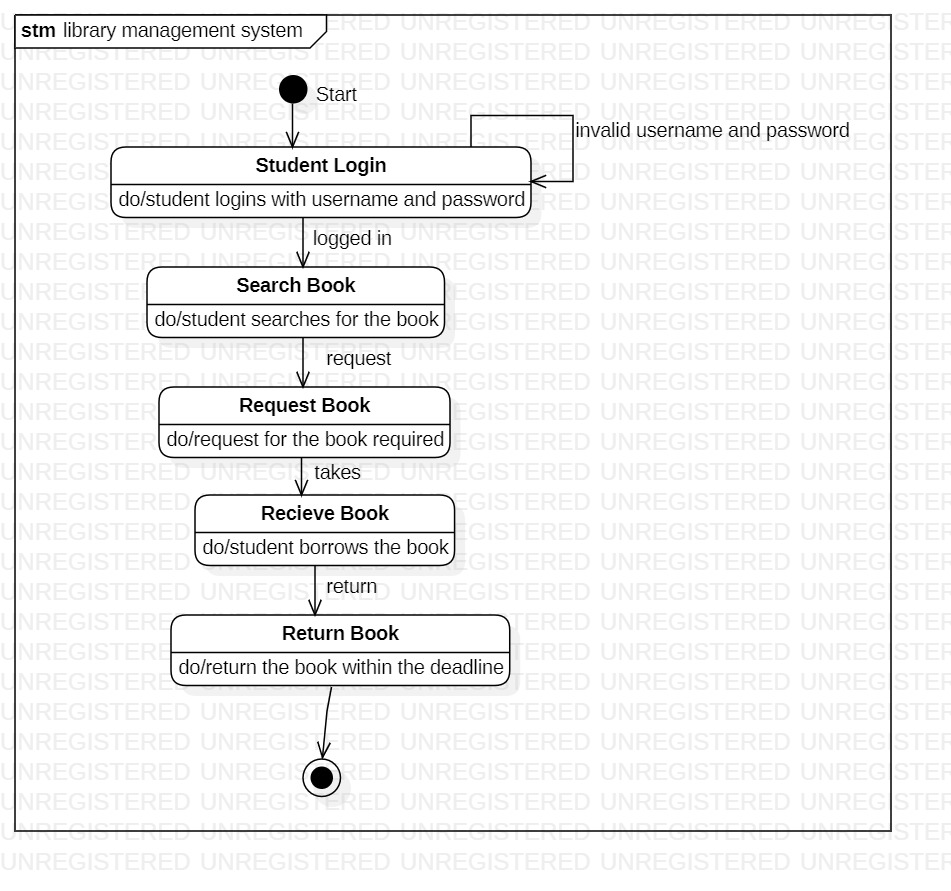 stm library management system
Start
invalid username and password
Student Login
do/student logins with username and password
logged in
Search Book
do/student searches for the book
request
Request Book
do/request for the book required
takes
Recieve Book
do/student borrows the book
return
Return Book
do/return the book within the deadline
UNREGISTERED